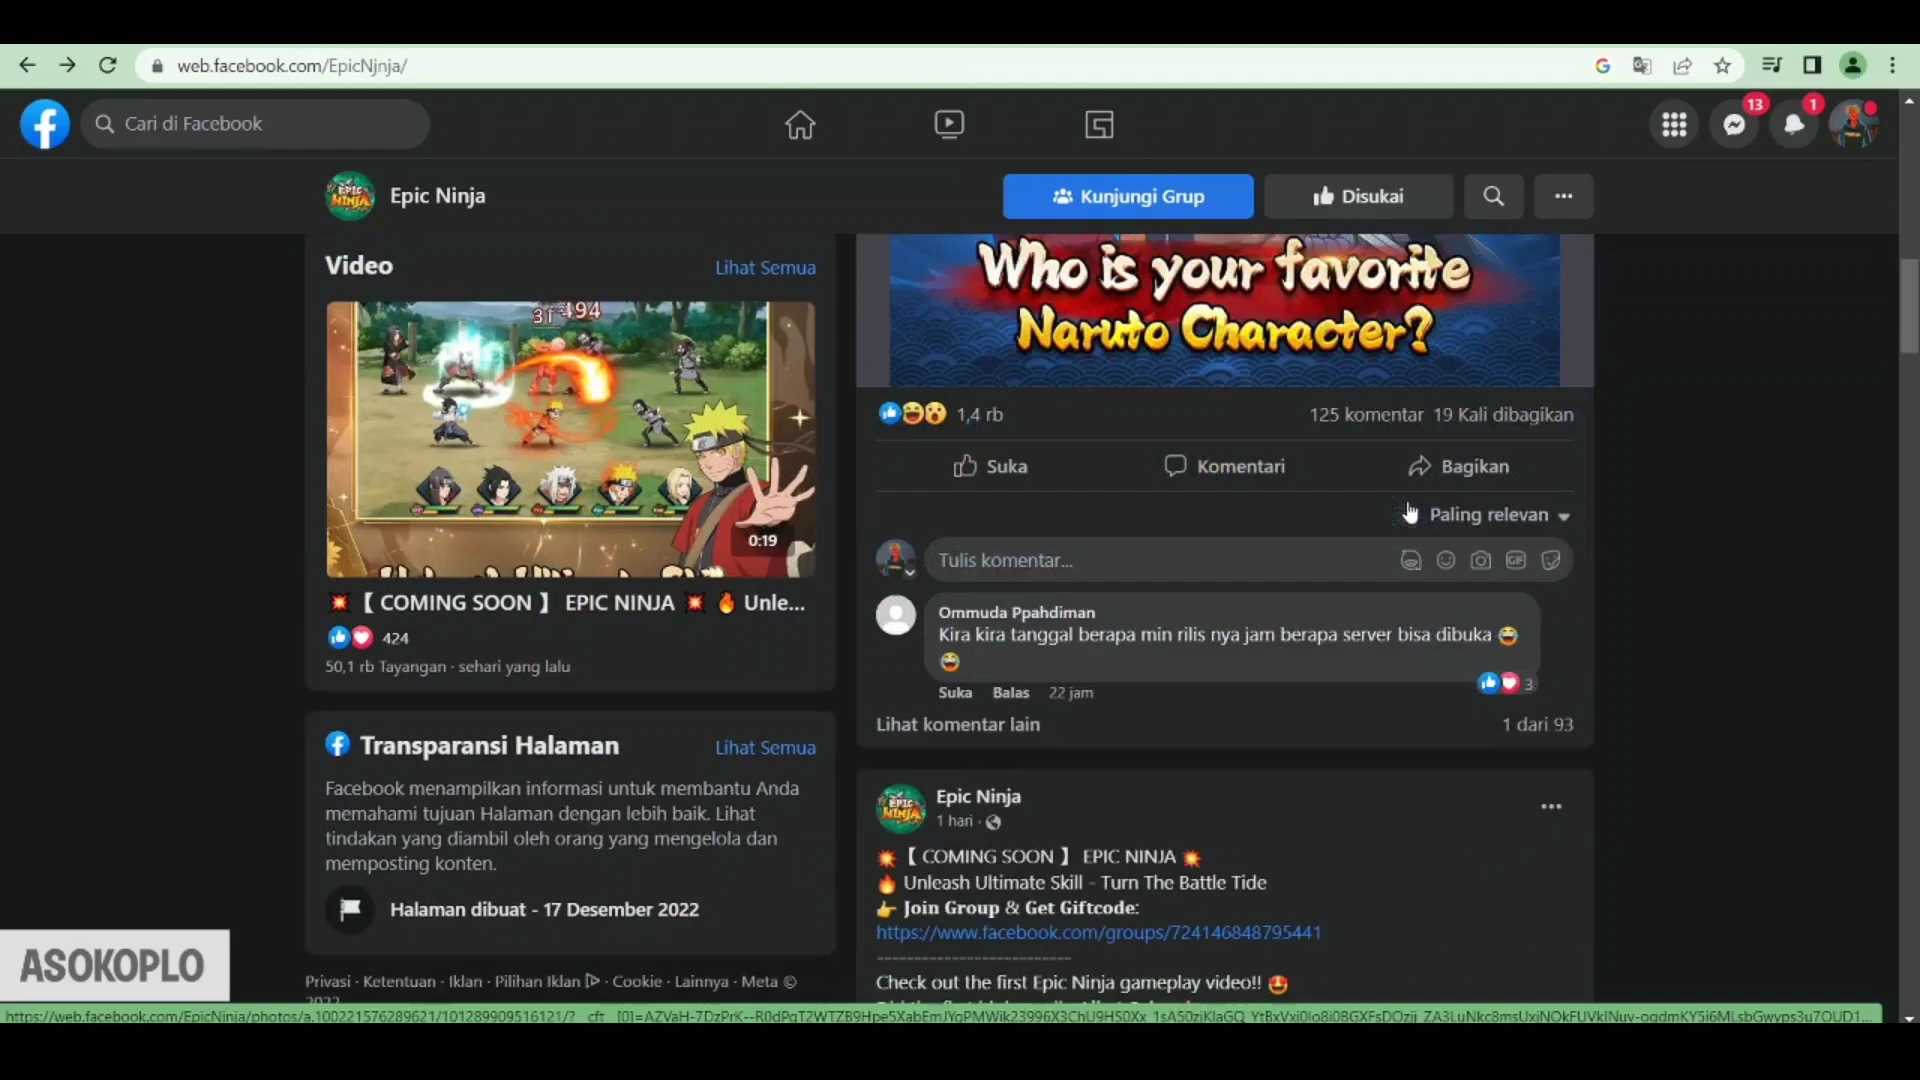 web.facebook.com/EpicNjnja/
Cari di Facebook
13
1
Epic Ninja
Kunjungi Grup
Disukai
Video
Lihat Semua
0:19
💥【 COMING SOON 】 EPIC NINJA 💥 🔥 Unle...
424
50,1 rb Tayangan · sehari yang lalu
Transparansi Halaman
Lihat Semua
Facebook menampilkan informasi untuk membantu Anda
memahami tujuan Halaman dengan lebih baik. Lihat
tindakan yang diambil oleh orang yang mengelola dan
memposting konten.
Halaman dibuat - 17 Desember 2022
Privasi · Ketentuan · Iklan · Pilihan Iklan · Cookie · Lainnya · Meta ©
2022
Who is your favorite
Naruto Character?
1,4 rb
125 komentar 19 Kali dibagikan
Suka
Komentari
Bagikan
Paling relevan
Tulis komentar...
GIF
Ommuda Ppahdiman
Kira kira tanggal berapa min rilis nya jam berapa server bisa dibuka 😂
😂
3
Suka Balas 22 jam
Lihat komentar lain
1 dari 93
EPIC NINJA
Epic Ninja
1 hari ·
💥【 COMING SOON 】 EPIC NINJA 💥
🔥 Unleash Ultimate Skill - Turn The Battle Tide
👉 Join Group & Get Giftcode:
https://www.facebook.com/groups/724146848795441
--------------------------
Check out the first Epic Ninja gameplay video!! 🤩
ASOKOPLO